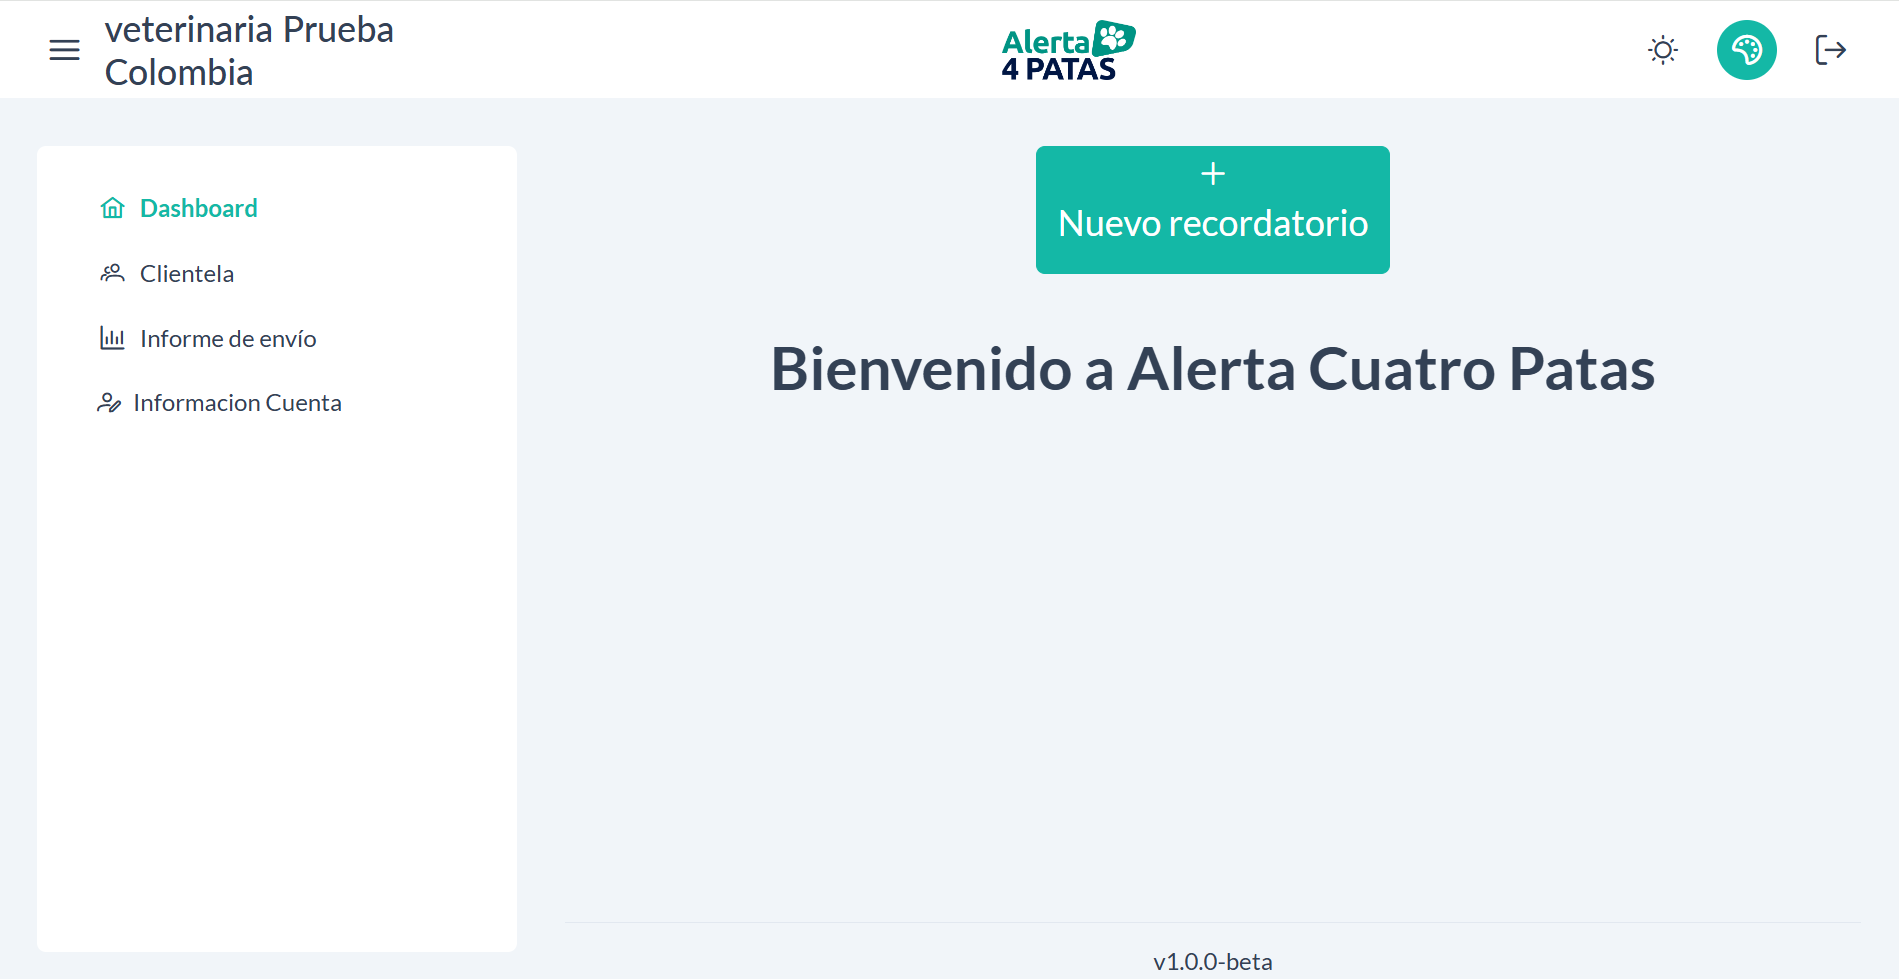 veterinaria Prueba
Colombia
Alerta
4 PATAS
Dashboard
Clientela
Informe de envío
Informacion Cuenta
Nuevo recordatorio
Bienvenido a Alerta Cuatro Patas
v1.0.0-beta